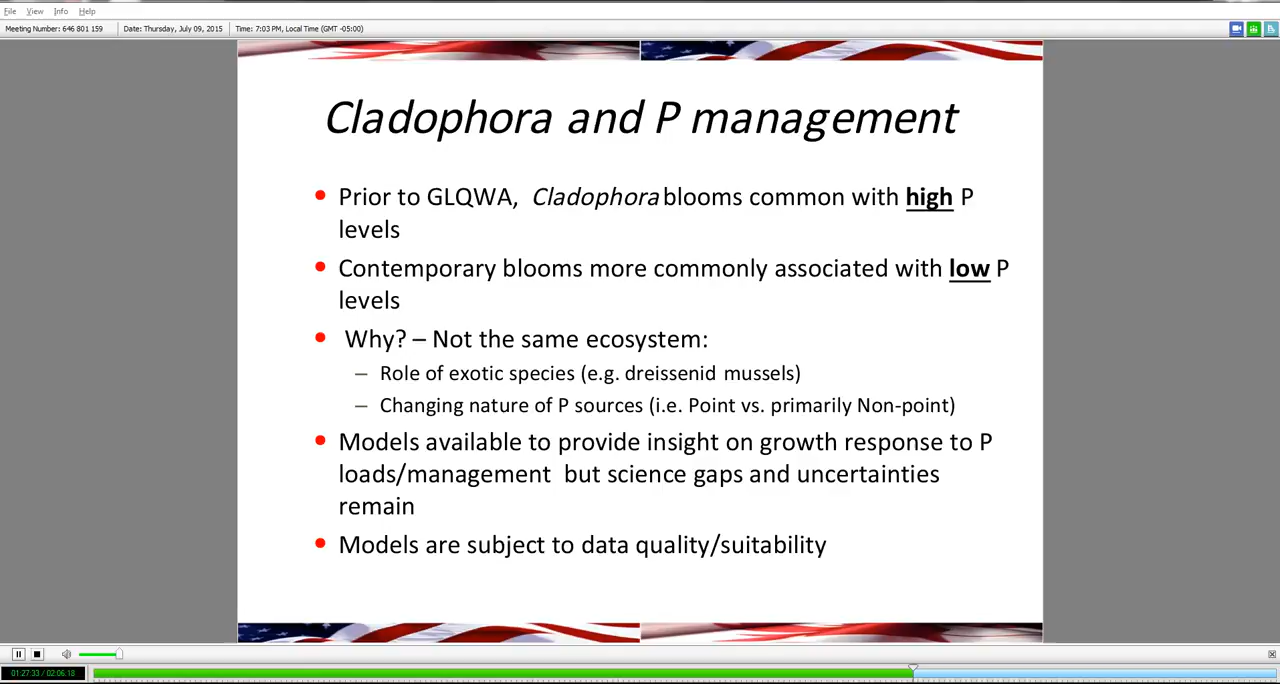 File View Info Help
Meeting Number: 646 801 159 Date: Thursday, July 09, 2015 Time: 7:03 PM, Local Time (GMT -05:00)
Cladophora and P management
• Prior to GLQWA, Cladophora blooms common with high P
levels
• Contemporary blooms more commonly associated with low P
levels
• Why? – Not the same ecosystem:
– Role of exotic species (e.g. dreissenid mussels)
– Changing nature of P sources (i.e. Point vs. primarily Non-point)
• Models available to provide insight on growth response to P
loads/management but science gaps and uncertainties
remain
• Models are subject to data quality/suitability
01:27:33 / 02:06:13